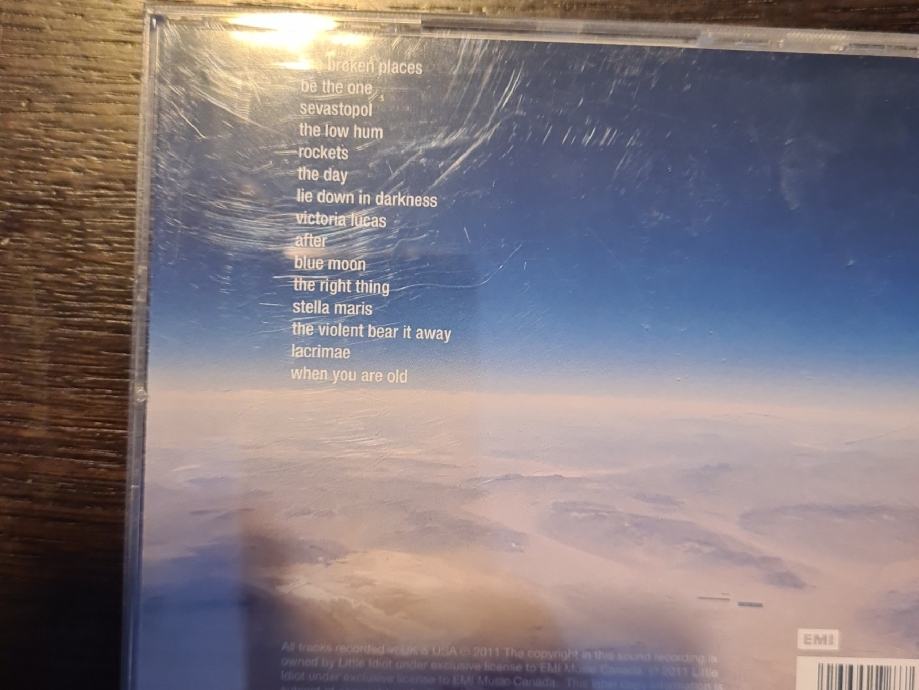 broken places
be the one
sevastopol
the low hum
rockets
the day
lie down in darkness
victoria lucas
after
blue moon
the right thing
stella maris
the violent bear it away
lacrimae
when you are old
All tracks recorded in UK & USA ℗ 2011 The copyright in this sound recording is
owned by Little Idiot under exclusive license to EMI Music Canada. © 2011 Little
Idiot under exclusive license to EMI Music Canada. This
EMI